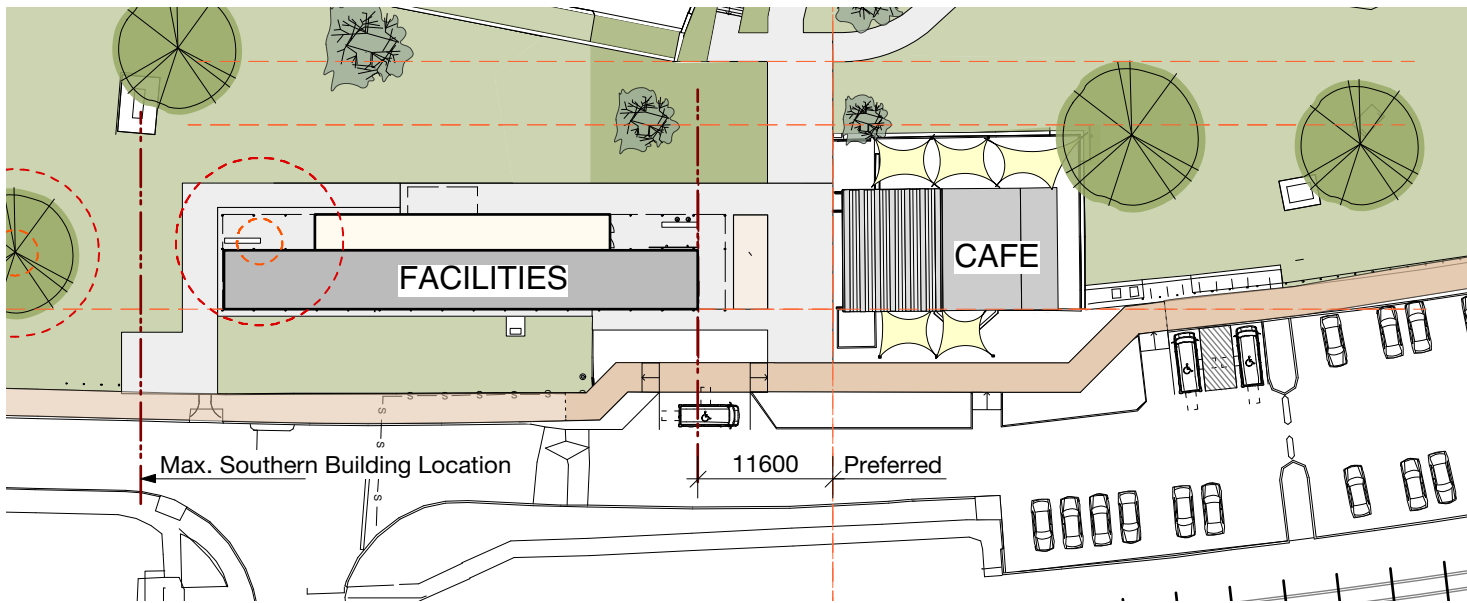 FACILITIES
CAFE
Max. Southern Building Location
11600
Preferred
S
S
S
S
S
S
S